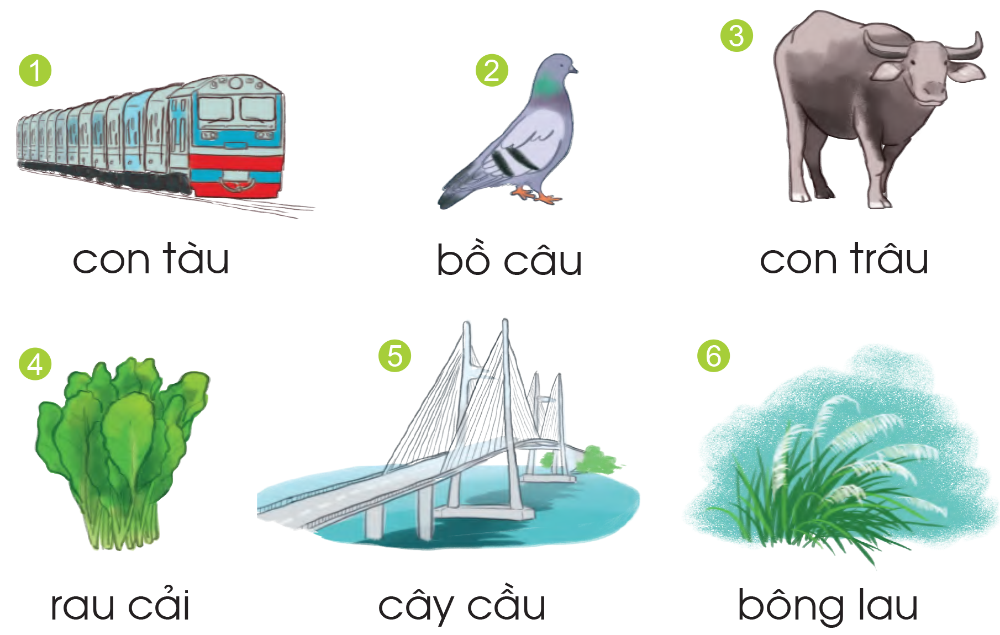 1
con tàu
2
bồ câu
3
con trâu
4
rau cải
5
cây cầu
6
bông lau